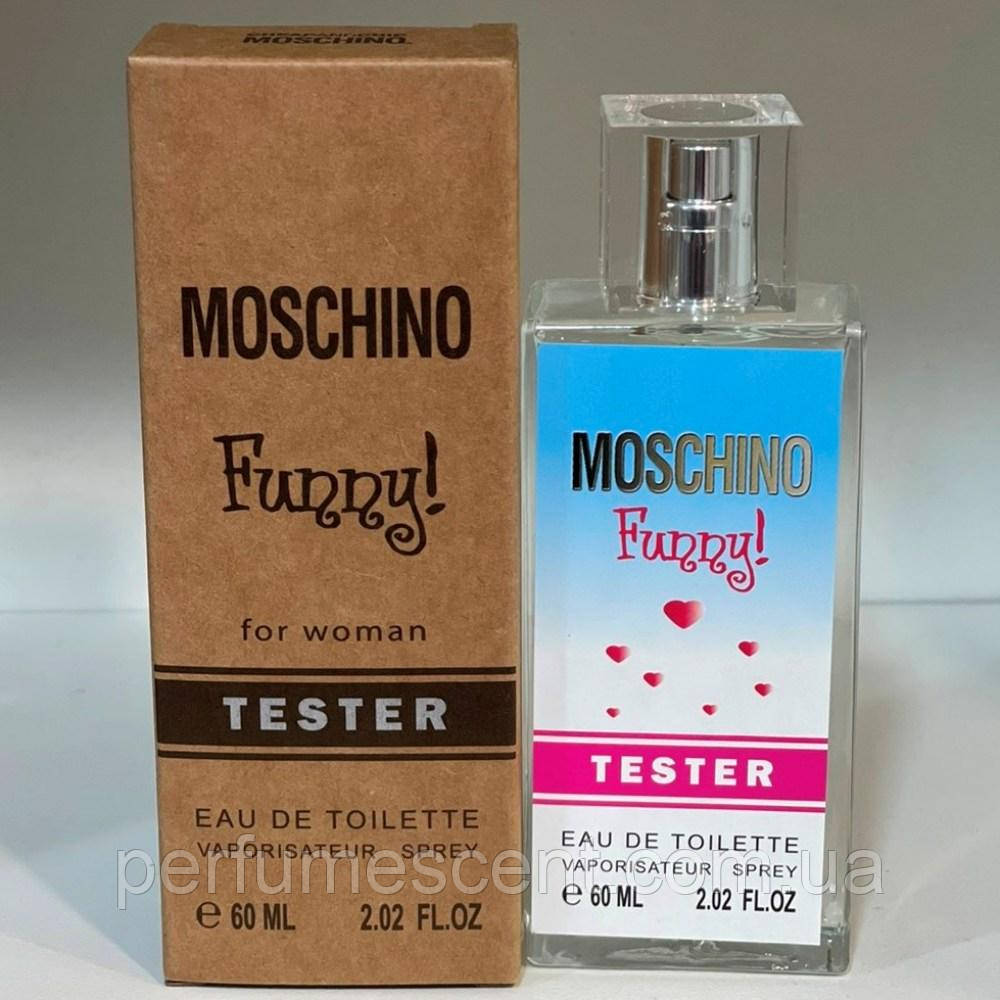 CHEAPANDCHIC
MOSCHINO
MOSCHINO
Funny!
for woman
TESTER
EAU DE TOILETTE
VAPORISATEUR SPREY
e 60 ML 2.02 FL.OZ
MOSCHINO
Funny!
TESTER
EAU DE TOILETTE
VAPORISATEUR SPREY
e 60 ML 2.02 FL.OZ
perfumescent.com.ua